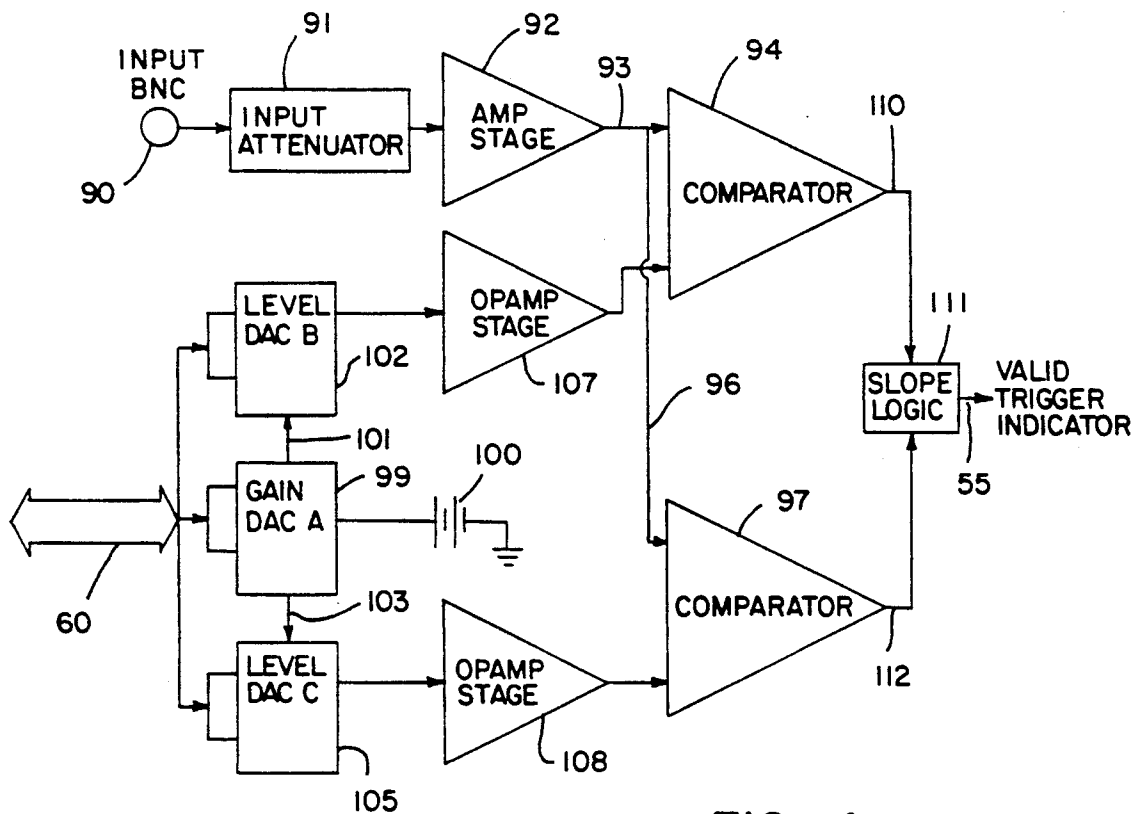 91
92
94
INPUT
BNC
93
110
INPUT
ATTENUATOR
AMP
STAGE
COMPARATOR
90
LEVEL
DAC B
OPAMP
STAGE
111
102
107
SLOPE
LOGIC
VALID
TRIGGER
INDICATOR
96
101
100
99
55
GAIN
DAC A
97
60
103
COMPARATOR
LEVEL
DAC C
OPAMP
STAGE
112
108
105